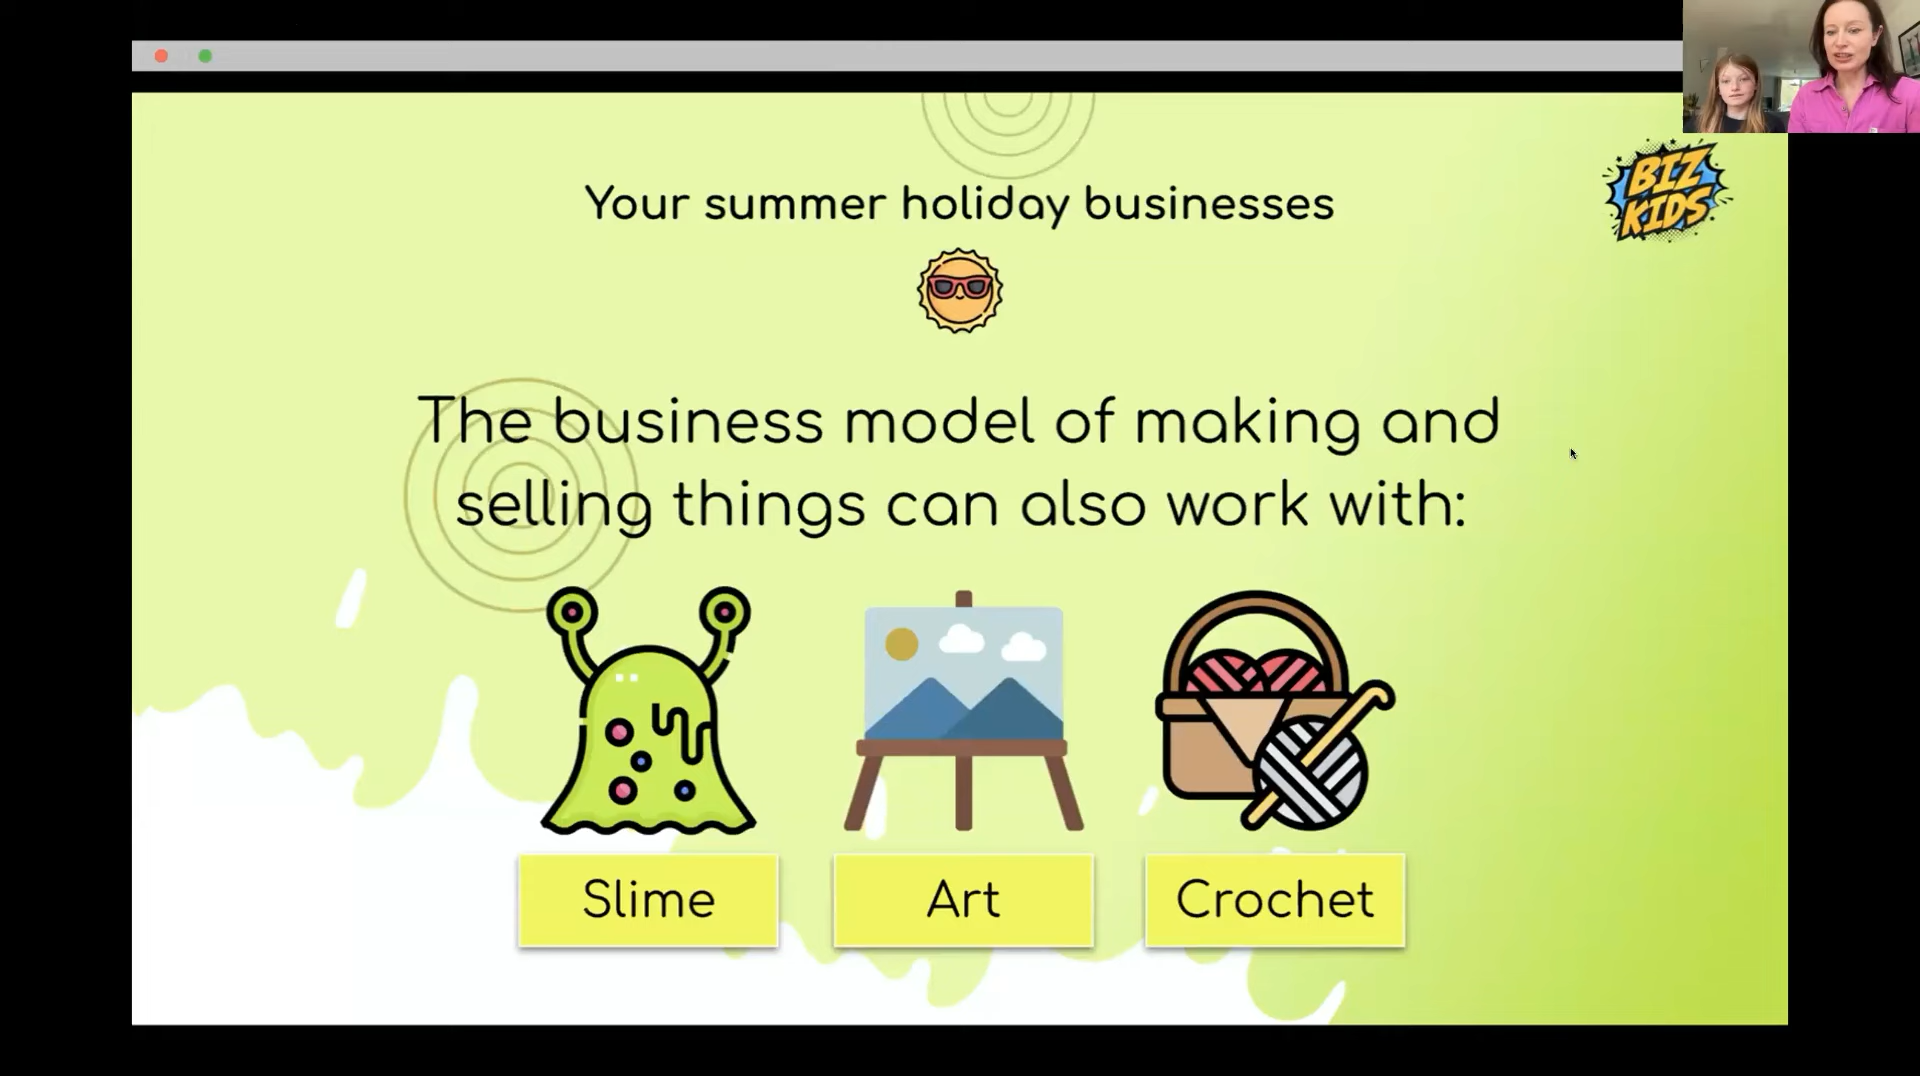 BIZ
KIDS
Your summer holiday businesses
The business model of making and
selling things can also work with:
Slime
Art
Crochet